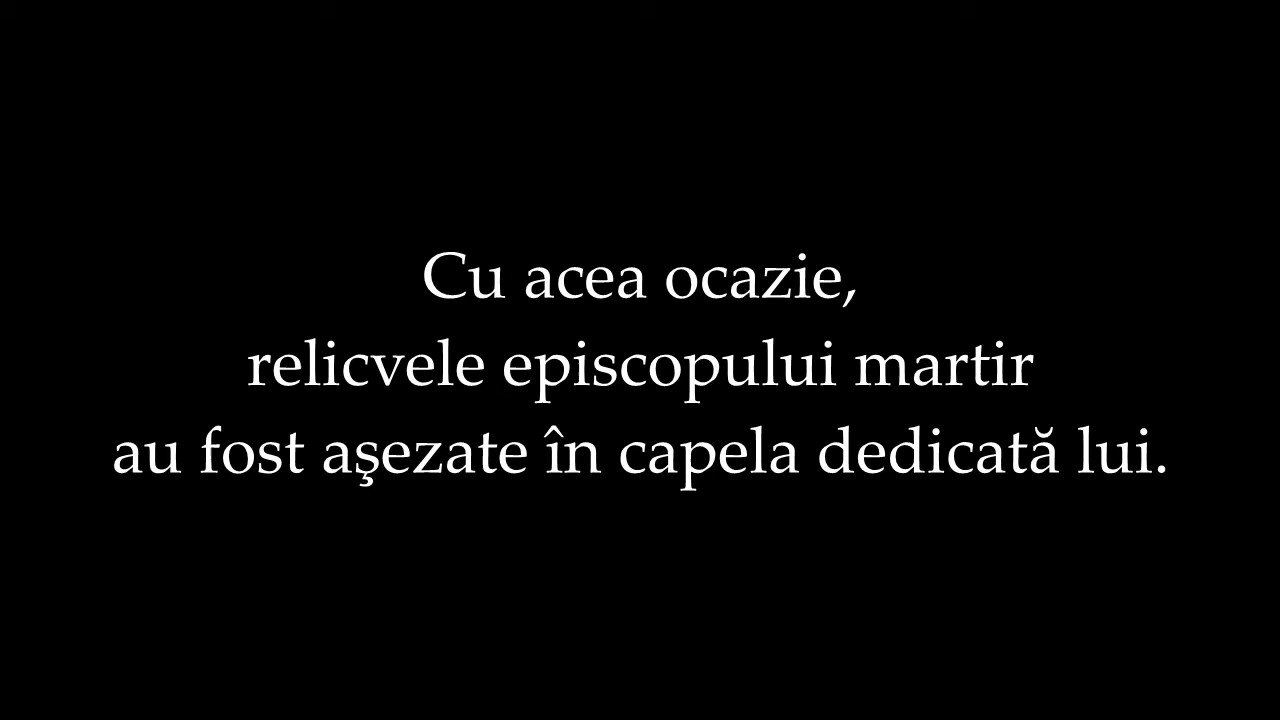 Cu acea ocazie,
relicvele episcopului martir
au fost aşezate în capela dedicată lui.